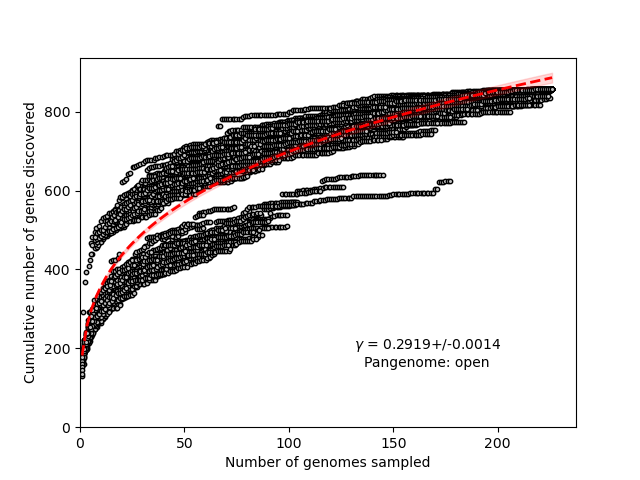 800
600
400
200
0
0 50 100 150 200
Cumulative number of genes discovered
Number of genomes sampled
γ = 0.2919+/-0.0014
Pangenome: open